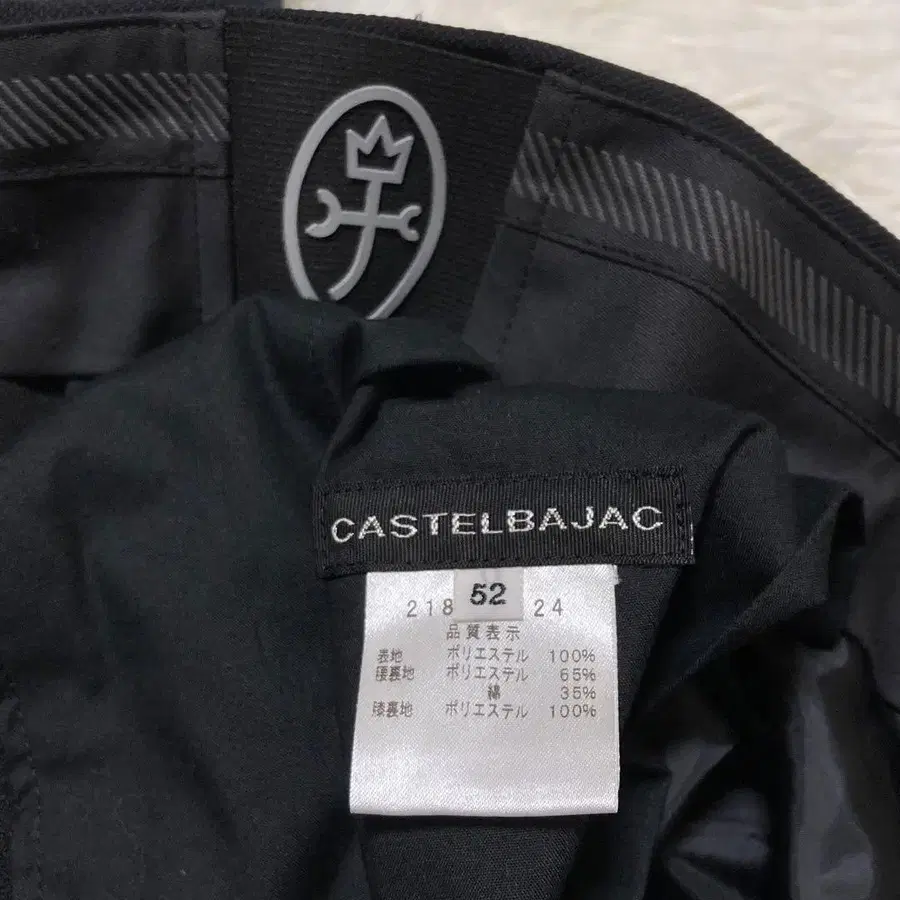 CASTELBAJAC
52
218 24
品質表示
表地 ポリエステル 100%
腰裏地 ポリエステル 65%
綿 35%
膝裏地 ポリエステル 100%